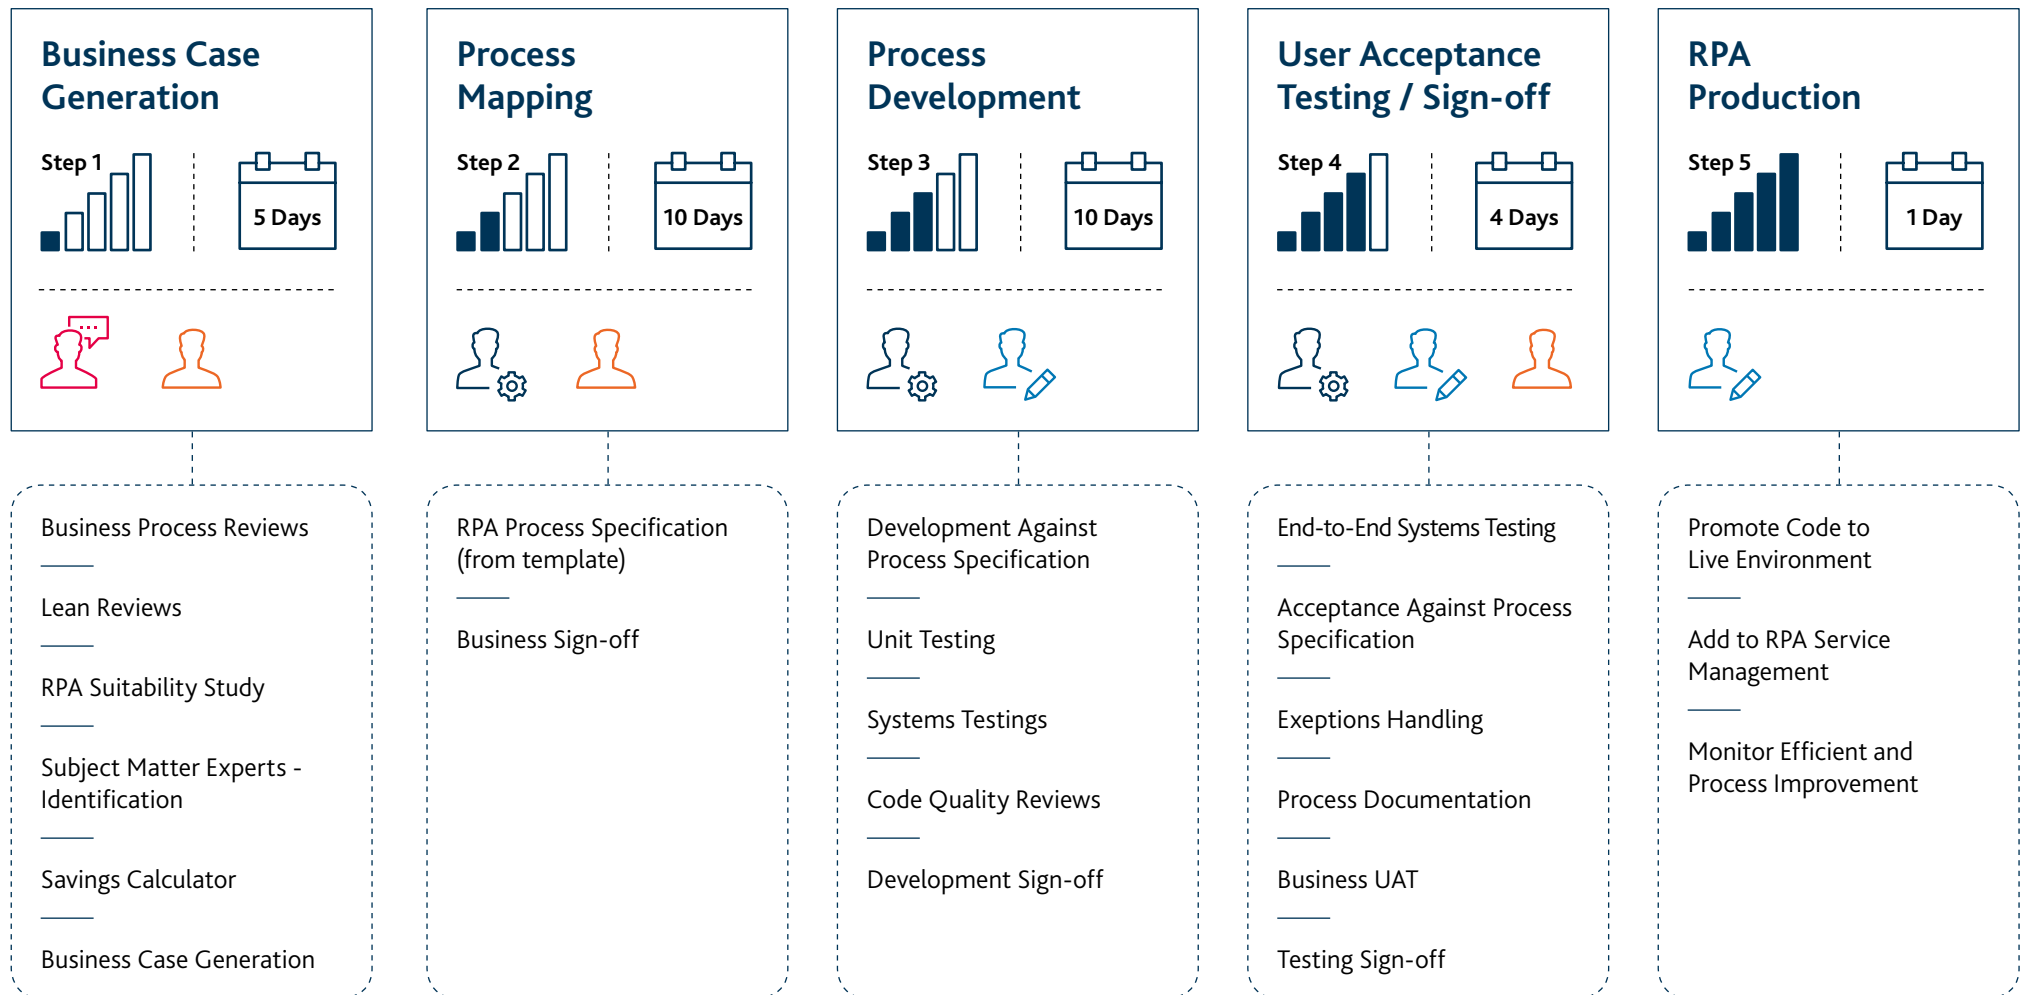 Business Case
Generation
Step 1
5 Days
Business Process Reviews
Lean Reviews
RPA Suitability Study
Subject Matter Experts -
Identification
Savings Calculator
Business Case Generation
Process
Mapping
Step 2
10 Days
RPA Process Specification
(from template)
Business Sign-off
Process
Development
Step 3
10 Days
Development Against
Process Specification
Unit Testing
Systems Testings
Code Quality Reviews
Development Sign-off
User Acceptance
Testing / Sign-off
Step 4
4 Days
End-to-End Systems Testing
Acceptance Against Process
Specification
Exeptions Handling
Process Documentation
Business UAT
Testing Sign-off
RPA
Production
Step 5
1 Day
Promote Code to
Live Environment
Add to RPA Service
Management
Monitor Efficient and
Process Improvement